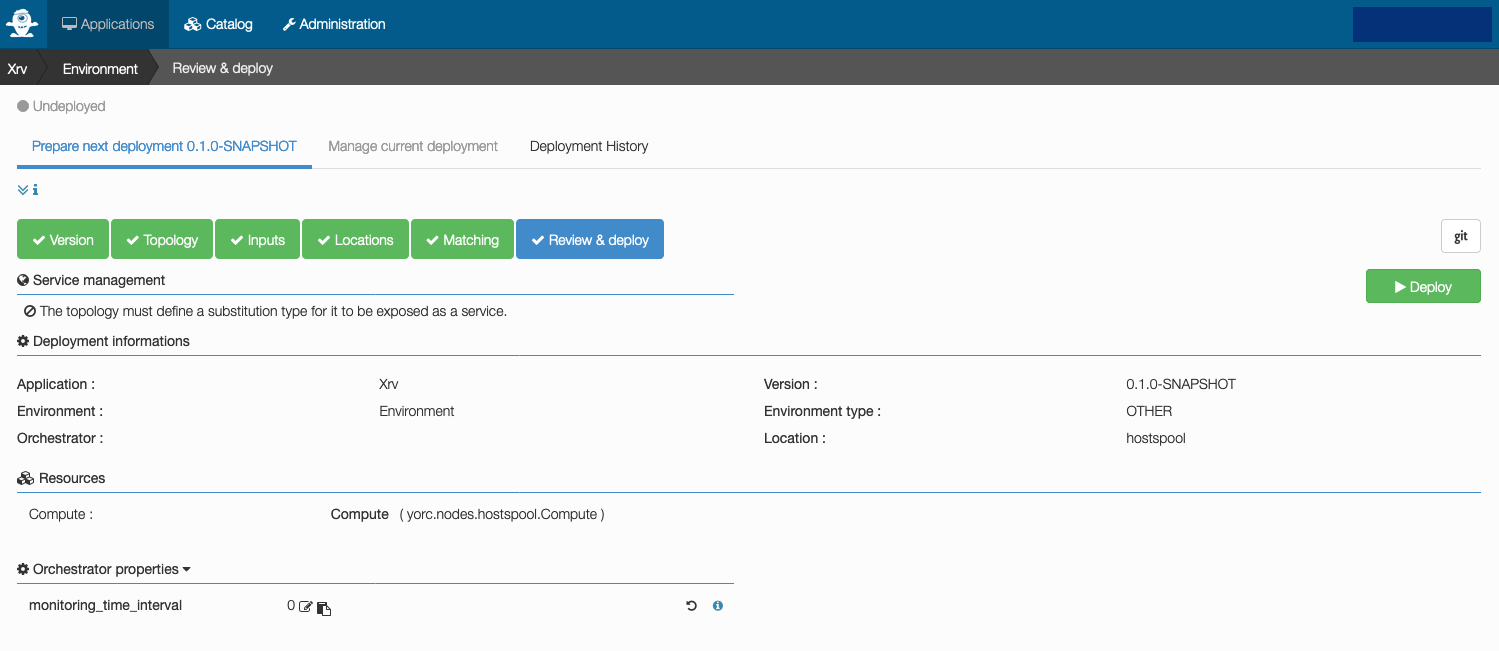 Applications Catalog Administration
Xrv Environment Review & deploy
Undeployed
Prepare next deployment 0.1.0-SNAPSHOT Manage current deployment Deployment History
Version Topology Inputs Locations Matching Review & deploy git
Service management
Deploy
The topology must define a substitution type for it to be exposed as a service.
Deployment informations
Application : Xrv Version : 0.1.0-SNAPSHOT
Environment : Environment Environment type : OTHER
Orchestrator : Location : hostspool
Resources
Compute : Compute ( yorc.nodes.hostspool.Compute )
Orchestrator properties
monitoring_time_interval 0